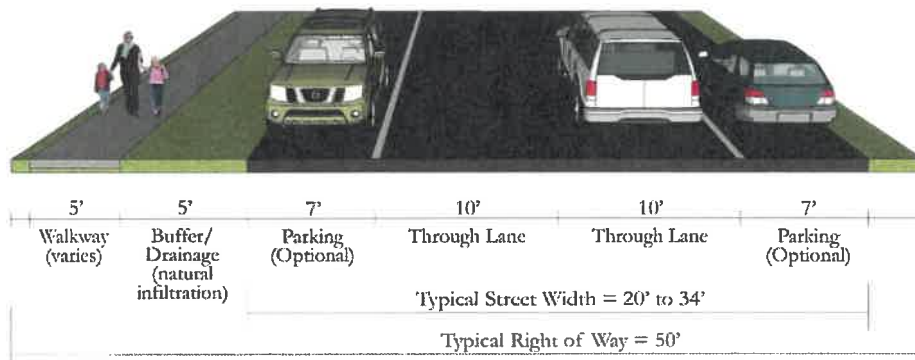 5' 5' 7' 10' 10' 7'
Walkway (varies)
Buffer/ Drainage (natural infiltration)
Parking (Optional)
Through Lane
Through Lane
Parking (Optional)
Typical Street Width = 20' to 34'
Typical Right of Way = 50'